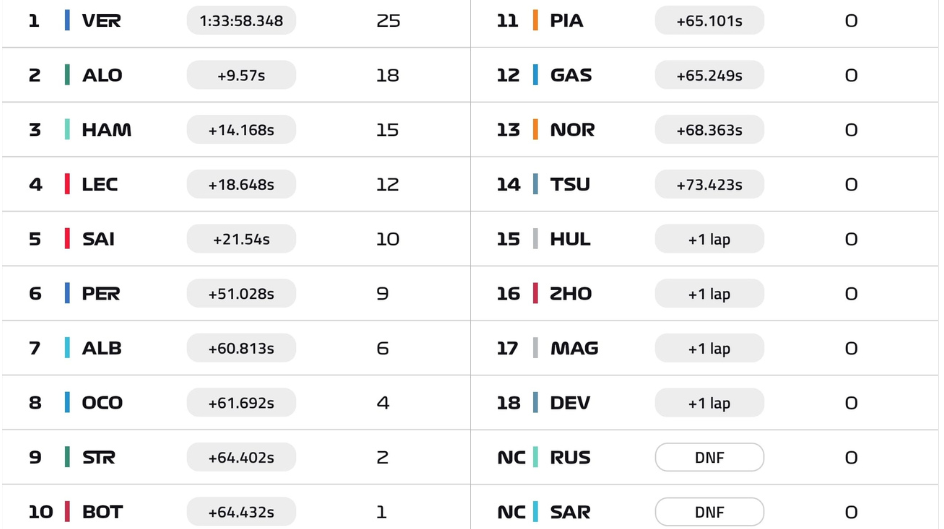 1 VER 1:33:58.348 25
2 ALO +9.57s 18
3 HAM +14.168s 15
4 LEC +18.648s 12
5 SAI +21.54s 10
6 PER +51.028s 9
7 ALB +60.813s 6
8 OCO +61.692s 4
9 STR +64.402s 2
10 BOT +64.432s 1
11 PIA +65.101s 0
12 GAS +65.249s 0
13 NOR +68.363s 0
14 TSU +73.423s 0
15 HUL +1 lap 0
16 ZHO +1 lap 0
17 MAG +1 lap 0
18 DEV +1 lap 0
NC RUS DNF 0
NC SAR DNF 0